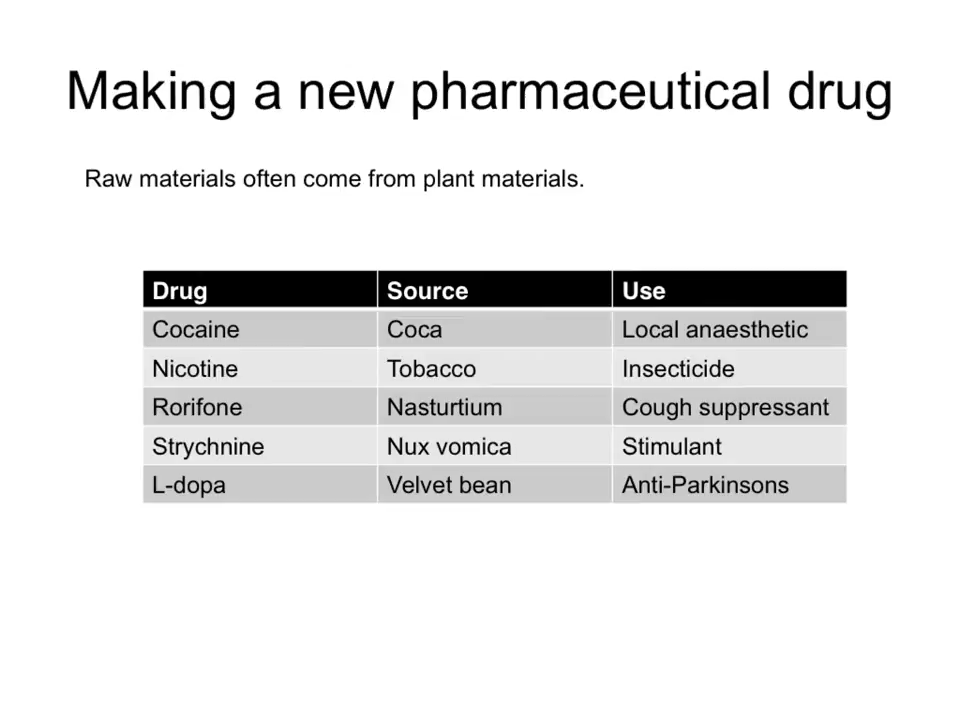 Making a new pharmaceutical drug
Raw materials often come from plant materials.
Drug Source Use
Cocaine Coca Local anaesthetic
Nicotine Tobacco Insecticide
Rorifone Nasturtium Cough suppressant
Strychnine Nux vomica Stimulant
L-dopa Velvet bean Anti-Parkinsons